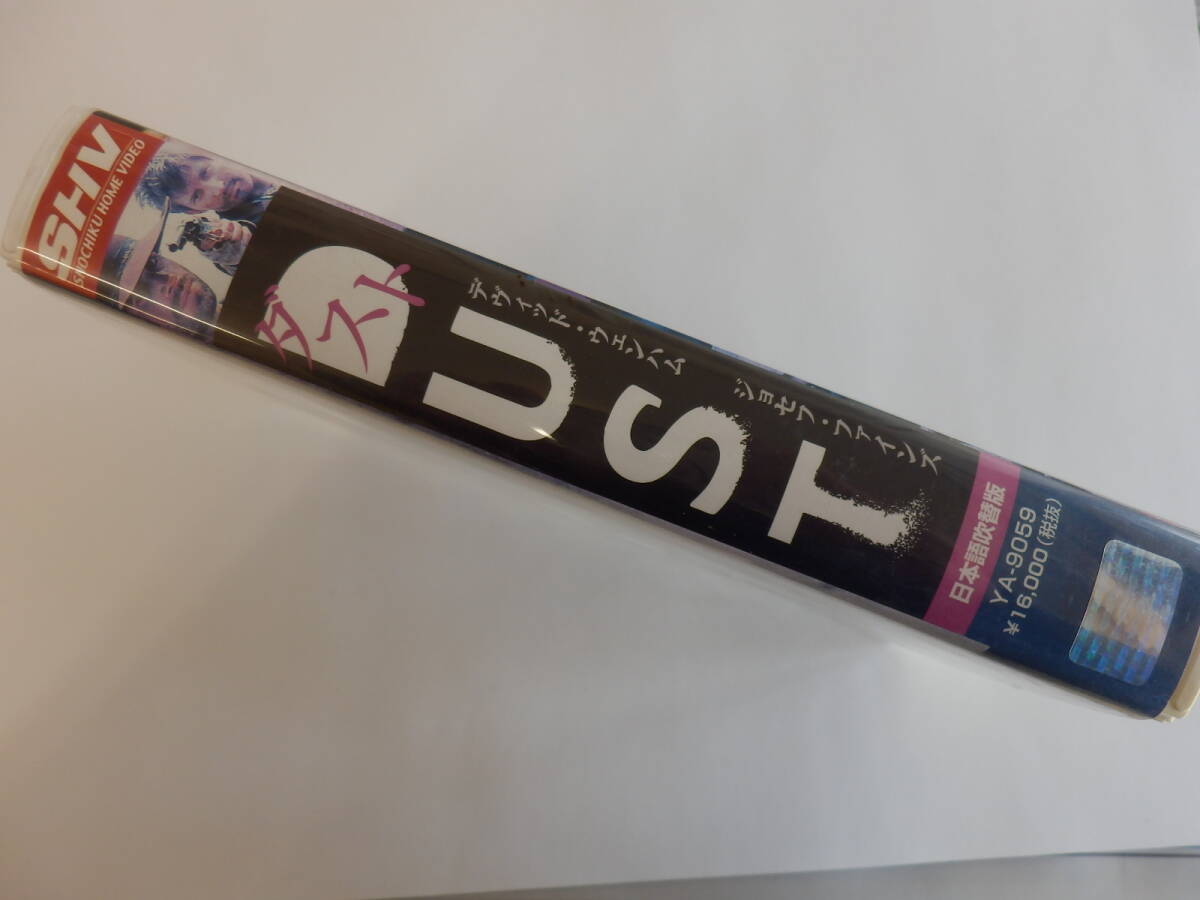 SHV
SHOCHIKU HOME VIDEO
DUST
ダスト
デヴィッド・ウェンハム ジョセフ・ファインズ
日本語吹替版
YA-9059
¥16,000(税抜)